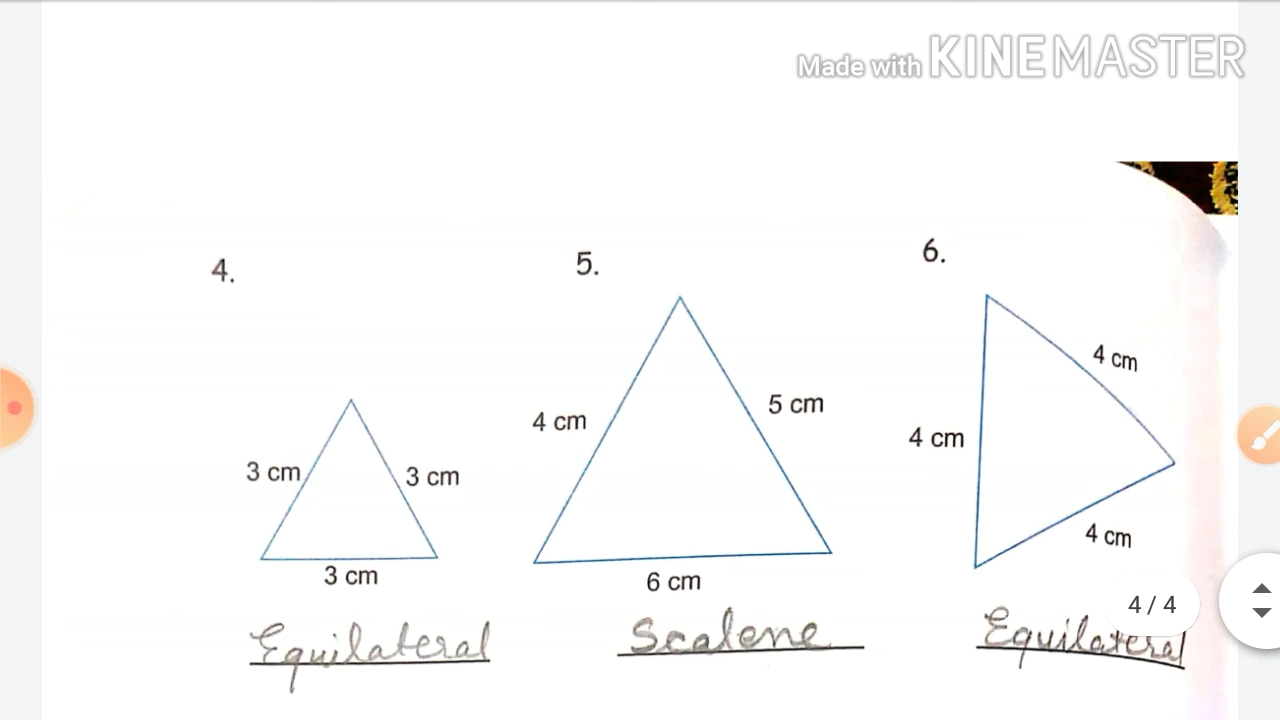 Made with KINEMASTER
4.
5.
6.
4 cm
5 cm
4 cm
4 cm
3 cm
3 cm
4 cm
3 cm
6 cm
4 / 4
Equilateral
Scalene
Equilateral